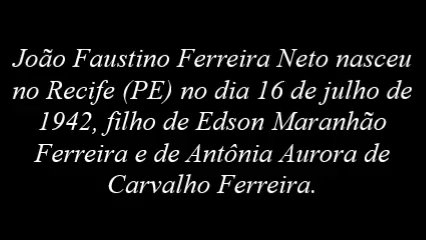 João Faustino Ferreira Neto nasceu
no Recife (PE) no dia 16 de julho de
1942, filho de Edson Maranhão
Ferreira e de Antônia Aurora de
Carvalho Ferreira.